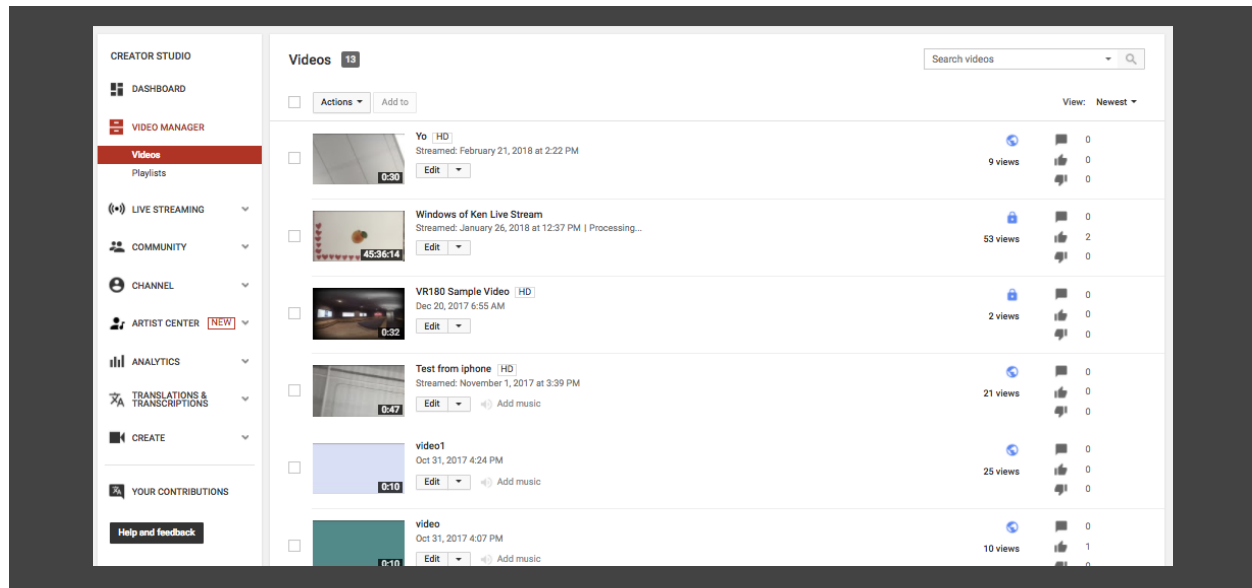 CREATOR STUDIO
DASHBOARD
VIDEO MANAGER
Videos
Playlists
LIVE STREAMING
COMMUNITY
CHANNEL
ARTIST CENTER NEW
ANALYTICS
TRANSLATIONS &
TRANSCRIPTIONS
CREATE
YOUR CONTRIBUTIONS
Help and feedback
Videos 13
Search videos
Actions Add to
View: Newest
Yo HD
Streamed: February 21, 2018 at 2:22 PM
Edit
0:30
9 views
0
0
0
Windows of Ken Live Stream
Streamed: January 26, 2018 at 12:37 PM | Processing...
Edit
45:36:14
53 views
0
2
0
VR180 Sample Video HD
Dec 20, 2017 6:55 AM
Edit
0:32
2 views
0
0
0
Test from iphone HD
Streamed: November 1, 2017 at 3:39 PM
Edit Add music
0:47
21 views
0
0
0
video1
Oct 31, 2017 4:24 PM
Edit Add music
0:10
25 views
0
0
0
video
Oct 31, 2017 4:07 PM
Edit Add music
0:10
10 views
0
1
0